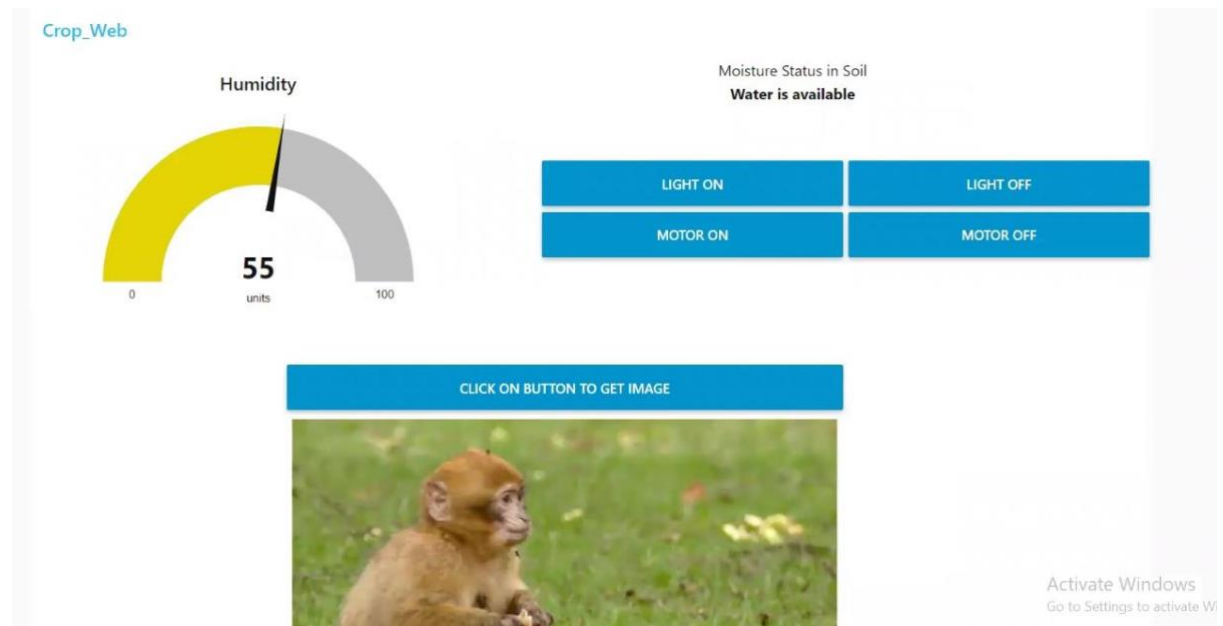 Crop_Web
Humidity
55
units
0
100
Moisture Status in Soil
Water is available
LIGHT ON
LIGHT OFF
MOTOR ON
MOTOR OFF
CLICK ON BUTTON TO GET IMAGE
Activate Windows
Go to Settings to activate Wi